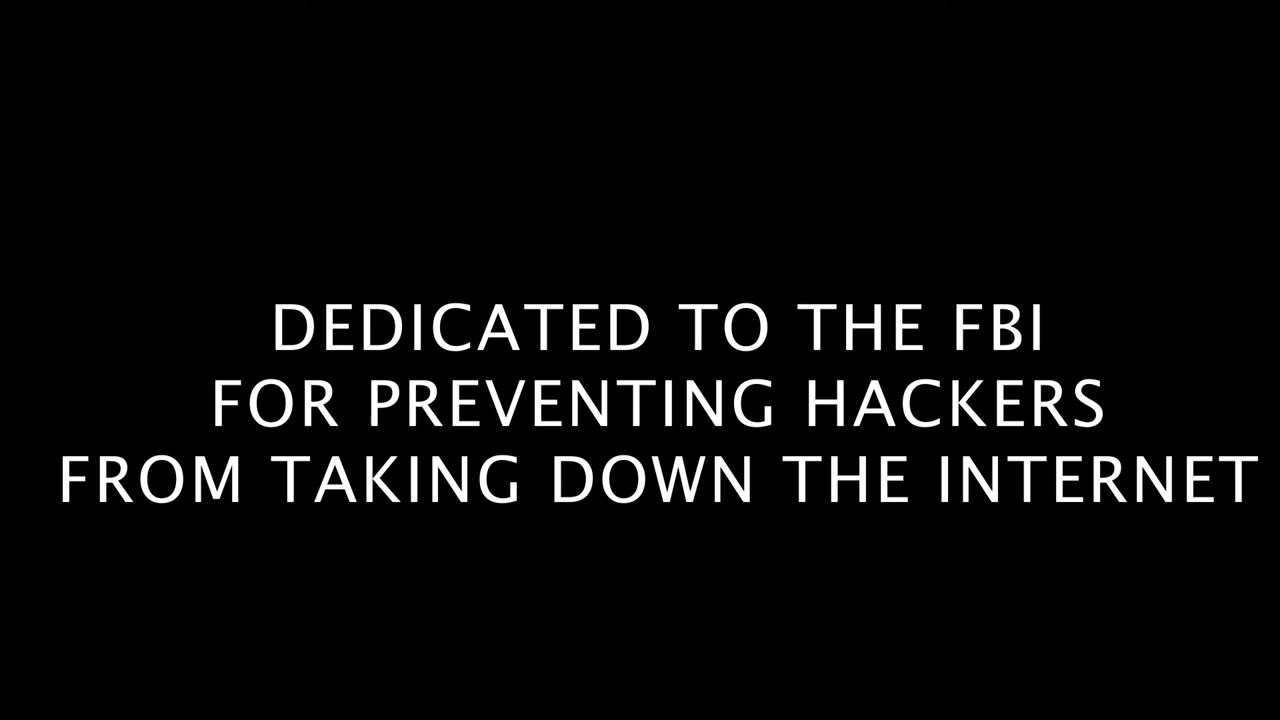 DEDICATED TO THE FBI
FOR PREVENTING HACKERS
FROM TAKING DOWN THE INTERNET